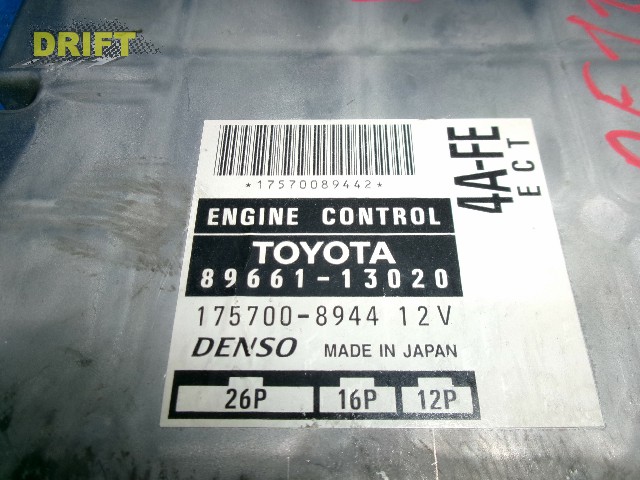 DRIFT
*17570089442*
4A-FE
ECT
ENGINE CONTROL
TOYOTA
89661-13020
175700-8944 12V
DENSO MADE IN JAPAN
26P 16P 12P